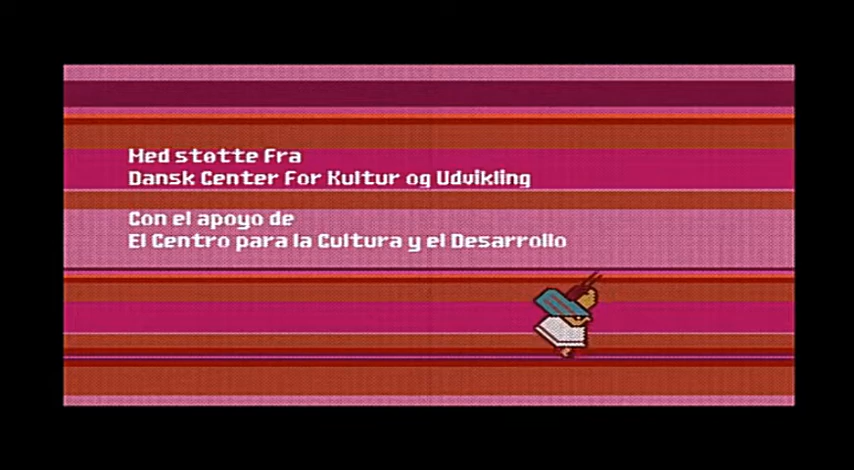 Med støtte fra
Dansk Center for Kultur og Udvikling
Con el apoyo de
El Centro para la Cultura y el Desarrollo